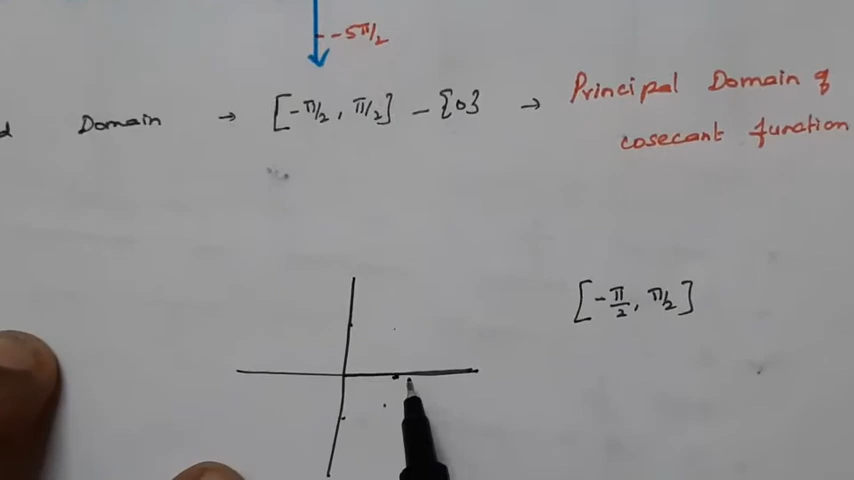 -5π/2
d Domain → [-π/2, π/2] - {0} → Principal Domain of
cosecant function
[-π/2, π/2]